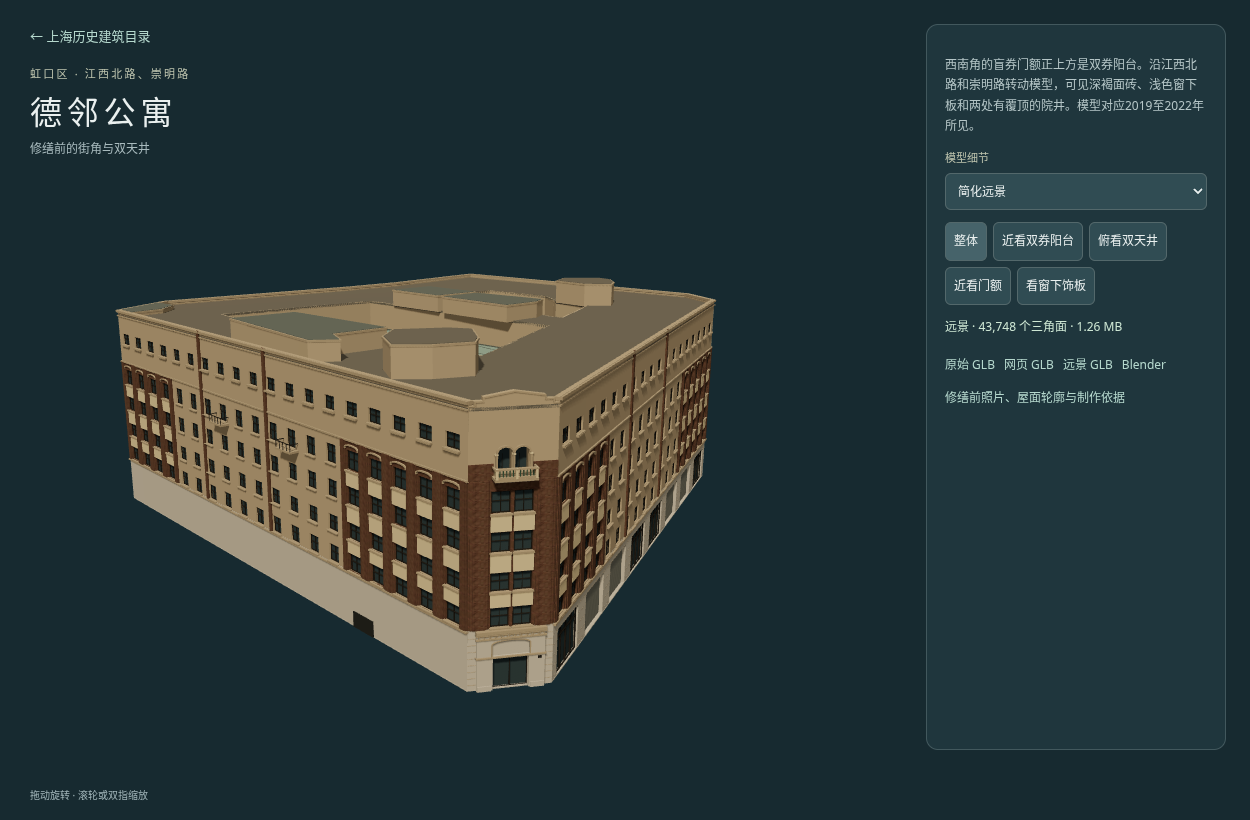 ← 上海历史建筑目录
虹口区 · 江西北路、崇明路
德邻公寓
修缮前的街角与双天井
西南角的盲券门额正上方是双券阳台。沿江西北
路和崇明路转动模型，可见深褐面砖、浅色窗下
板和两处有覆顶的院井。模型对应2019至2022年
所见。
模型细节
简化远景
整体 近看双券阳台 俯看双天井
近看门额 看窗下饰板
远景 · 43,748 个三角面 · 1.26 MB
原始 GLB 网页 GLB 远景 GLB Blender
修缮前照片、屋面轮廓与制作依据
拖动旋转 · 滚轮或双指缩放